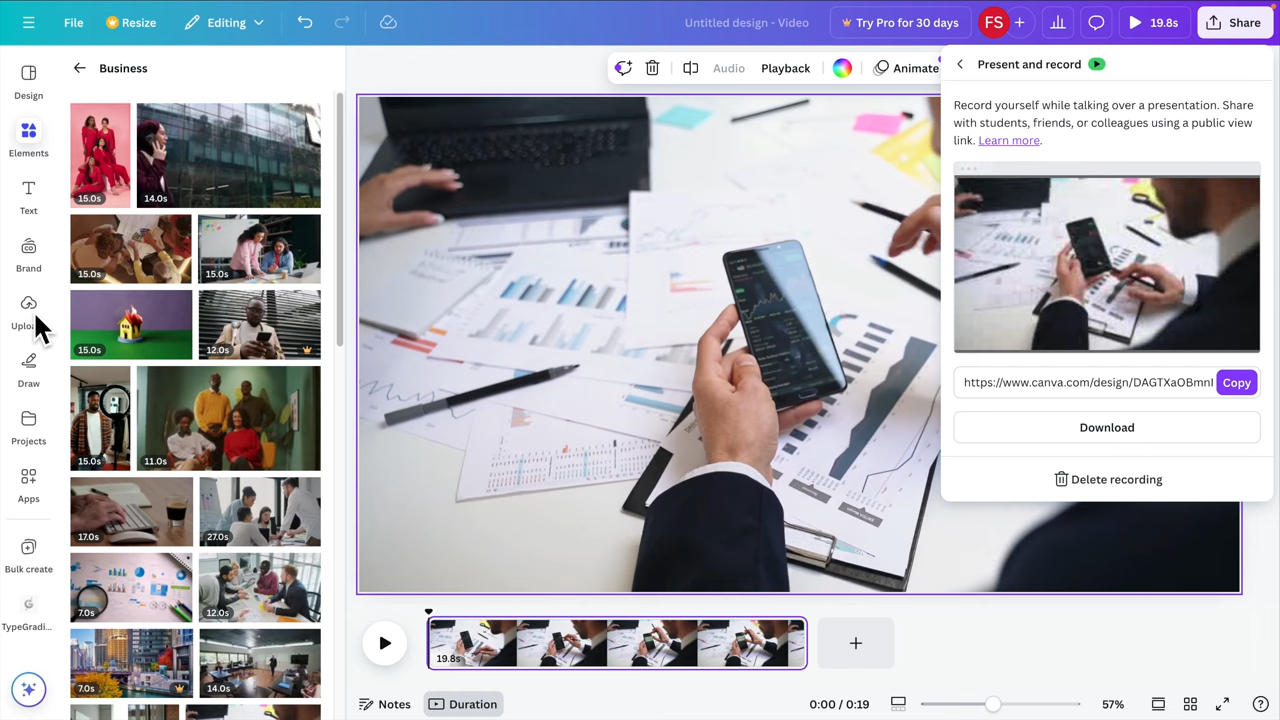 File
Resize
Editing
Untitled design - Video
Try Pro for 30 days
FS
19.8s
Share
Design
Elements
Text
Brand
Draw
Projects
Apps
Bulk create
TypeGradi...
Business
15.0s
14.0s
15.0s
15.0s
15.0s
12.0s
15.0s
11.0s
17.0s
27.0s
7.0s
12.0s
7.0s
14.0s
Audio
Playback
Animate
Present and record
Record yourself while talking over a presentation. Share
with students, friends, or colleagues using a public view
link. Learn more.
https://www.canva.com/design/DAGTXaOBmnI
Copy
Download
Delete recording
19.8s
Notes
Duration
0:00 / 0:19
57%